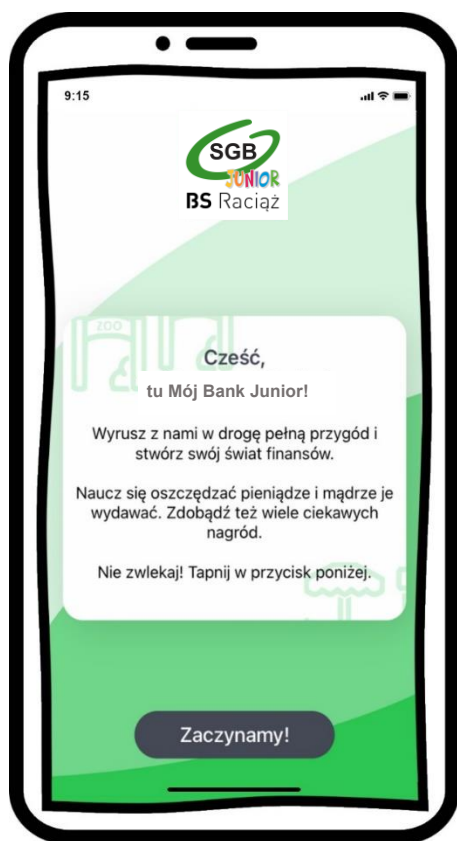 9:15
SGB
JUNIOR
BS Raciąż
ZOO
Cześć,
tu Mój Bank Junior!
Wyrusz z nami w drogę pełną przygód i
stwórz swój świat finansów.
Naucz się oszczędzać pieniądze i mądrze je
wydawać. Zdobądź też wiele ciekawych
nagród.
Nie zwlekaj! Tapnij w przycisk poniżej.
Zaczynamy!